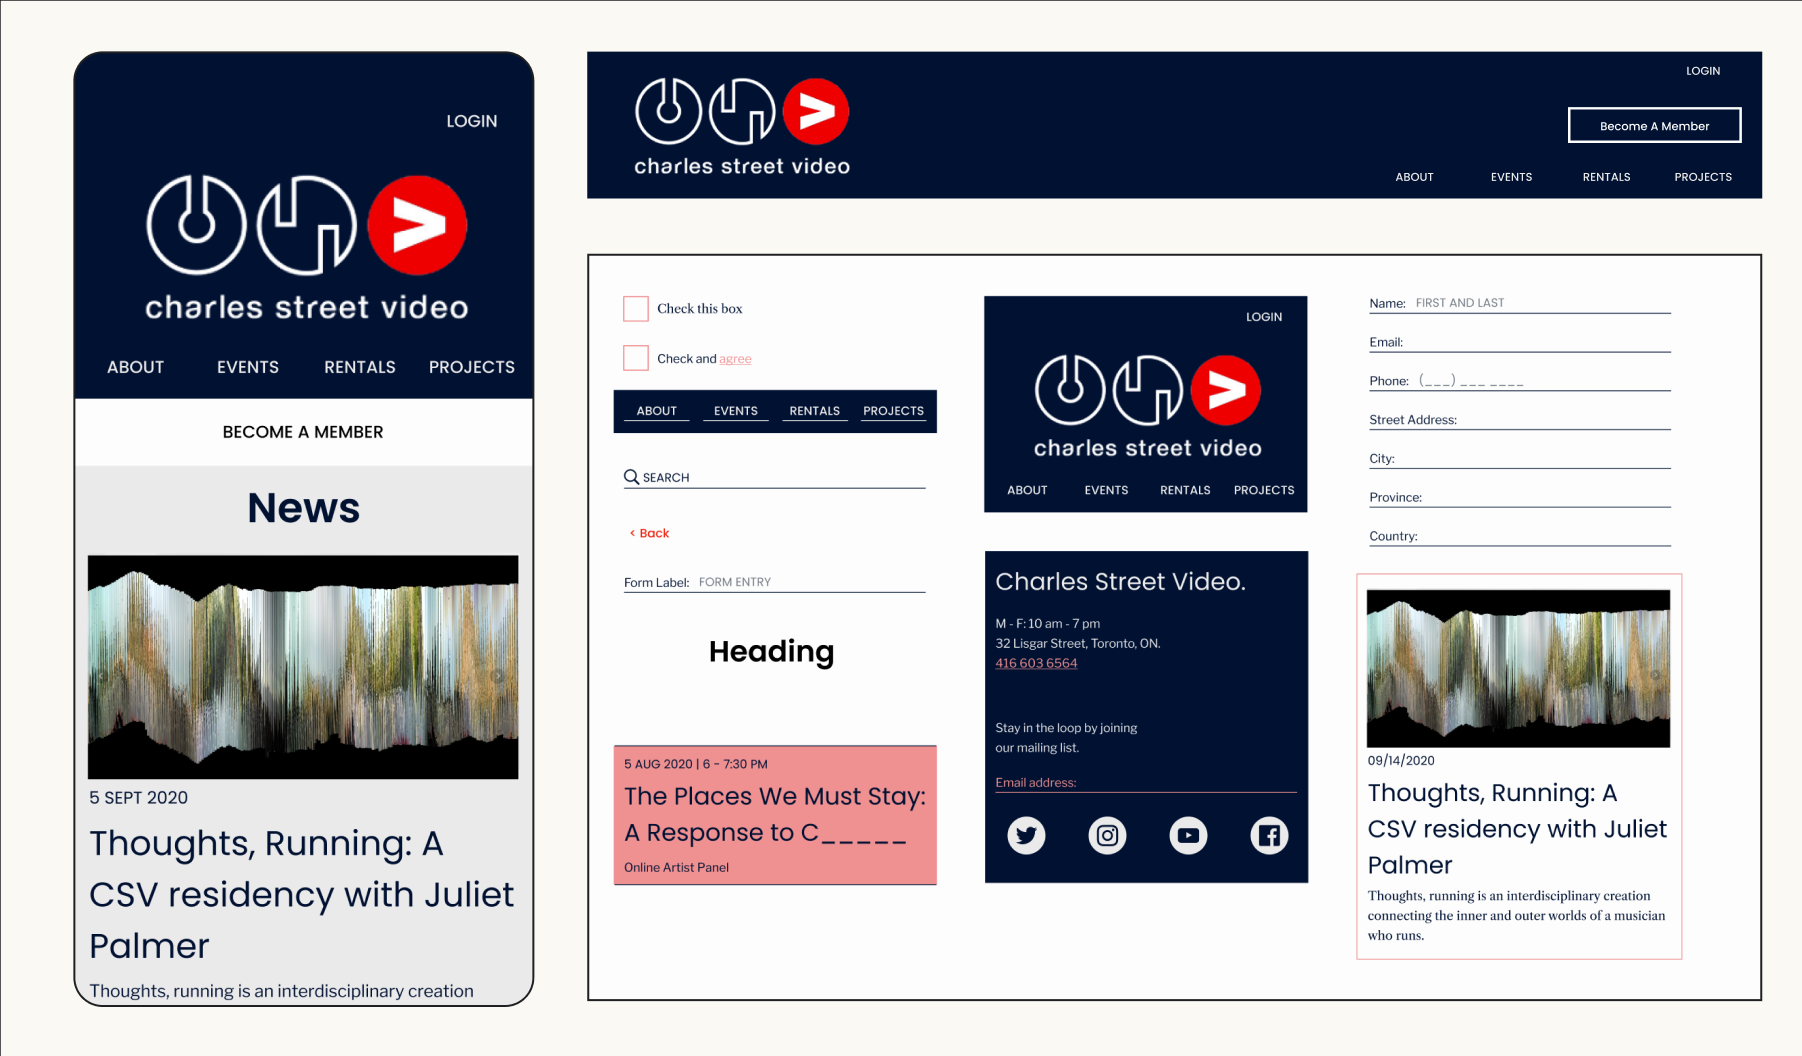 LOGIN
charles street video
ABOUT EVENTS RENTALS PROJECTS
BECOME A MEMBER
News
5 SEPT 2020
Thoughts, Running: A
CSV residency with Juliet
Palmer
Thoughts, running is an interdisciplinary creation
LOGIN
Become A Member
charles street video
ABOUT EVENTS RENTALS PROJECTS
Check this box
Check and agree
ABOUT EVENTS RENTALS PROJECTS
SEARCH
< Back
Form Label: FORM ENTRY
Heading
5 AUG 2020 | 6 - 7:30 PM
The Places We Must Stay:
A Response to C_____
Online Artist Panel
LOGIN
charles street video
ABOUT EVENTS RENTALS PROJECTS
Charles Street Video.
M - F: 10 am - 7 pm
32 Lisgar Street, Toronto, ON.
416 603 6564
Stay in the loop by joining
our mailing list.
Email address:
Name: FIRST AND LAST
Email:
Phone: (___) ___ ____
Street Address:
City:
Province:
Country:
09/14/2020
Thoughts, Running: A
CSV residency with Juliet
Palmer
Thoughts, running is an interdisciplinary creation
connecting the inner and outer worlds of a musician
who runs.